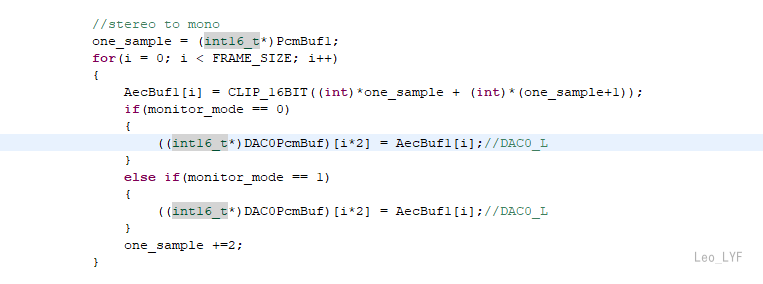 //stereo to mono
one_sample = (int16_t*)PcmBuf1;
for(i = 0; i < FRAME_SIZE; i++)
{
AecBuf1[i] = CLIP_16BIT((int)*one_sample + (int)*(one_sample+1));
if(monitor_mode == 0)
{
((int16_t*)DAC0PcmBuf)[i*2] = AecBuf1[i];//DAC0_L
}
else if(monitor_mode == 1)
{
((int16_t*)DAC0PcmBuf)[i*2] = AecBuf1[i];//DAC0_L
}
one_sample +=2;
}
Leo_LYF